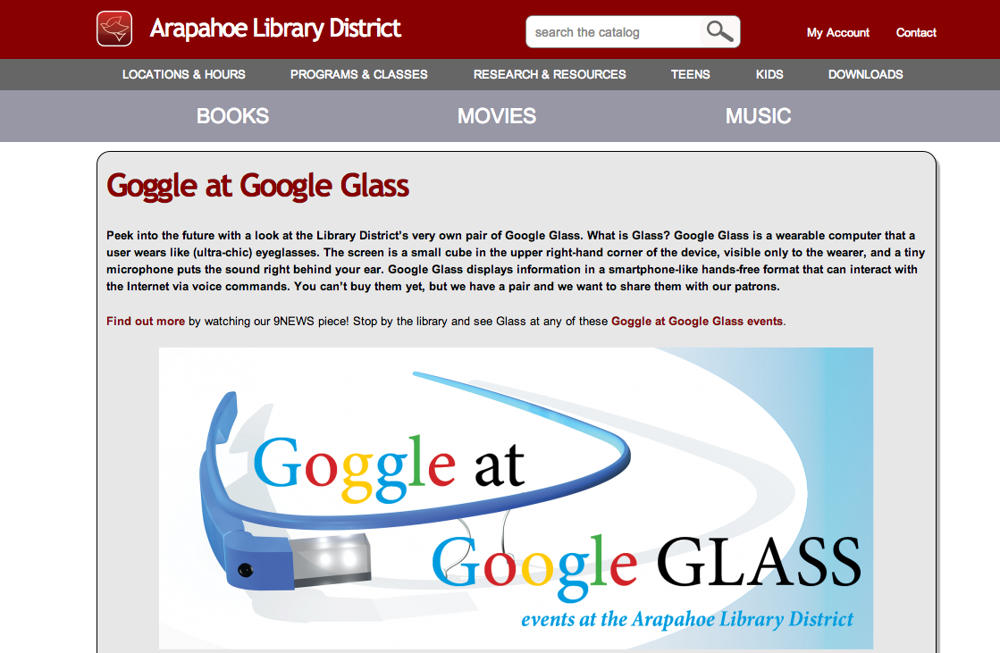 Arapahoe Library District
search the catalog
My Account
Contact
LOCATIONS & HOURS
PROGRAMS & CLASSES
RESEARCH & RESOURCES
TEENS
KIDS
DOWNLOADS
BOOKS
MOVIES
MUSIC
Goggle at Google Glass
Peek into the future with a look at the Library District's very own pair of Google Glass. What is Glass? Google Glass is a wearable computer that a
user wears like (ultra-chic) eyeglasses. The screen is a small cube in the upper right-hand corner of the device, visible only to the wearer, and a tiny
microphone puts the sound right behind your ear. Google Glass displays information in a smartphone-like hands-free format that can interact with
the Internet via voice commands. You can't buy them yet, but we have a pair and we want to share them with our patrons.
Find out more by watching our 9NEWS piece! Stop by the library and see Glass at any of these Goggle at Google Glass events.
Goggle at
Google GLASS
events at the Arapahoe Library District